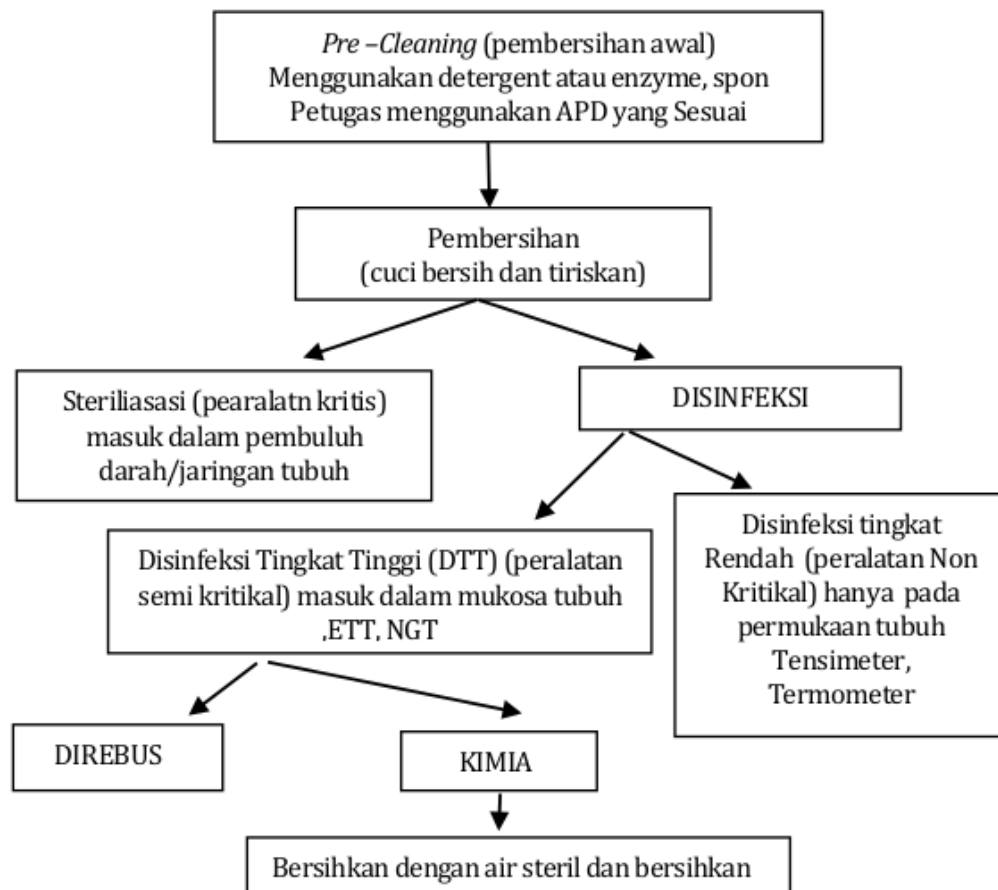 Pre –Cleaning (pembersihan awal)
Menggunakan detergent atau enzyme, spon
Petugas menggunakan APD yang Sesuai
Pembersihan
(cuci bersih dan tiriskan)
Steriliasasi (pearalatn kritis)
masuk dalam pembuluh
darah/jaringan tubuh
DISINFEKSI
Disinfeksi Tingkat Tinggi (DTT) (peralatan
semi kritikal) masuk dalam mukosa tubuh
,ETT, NGT
Disinfeksi tingkat
Rendah (peralatan Non
Kritikal) hanya pada
permukaan tubuh
Tensimeter,
Termometer
DIREBUS
KIMIA
Bersihkan dengan air steril dan bersihkan